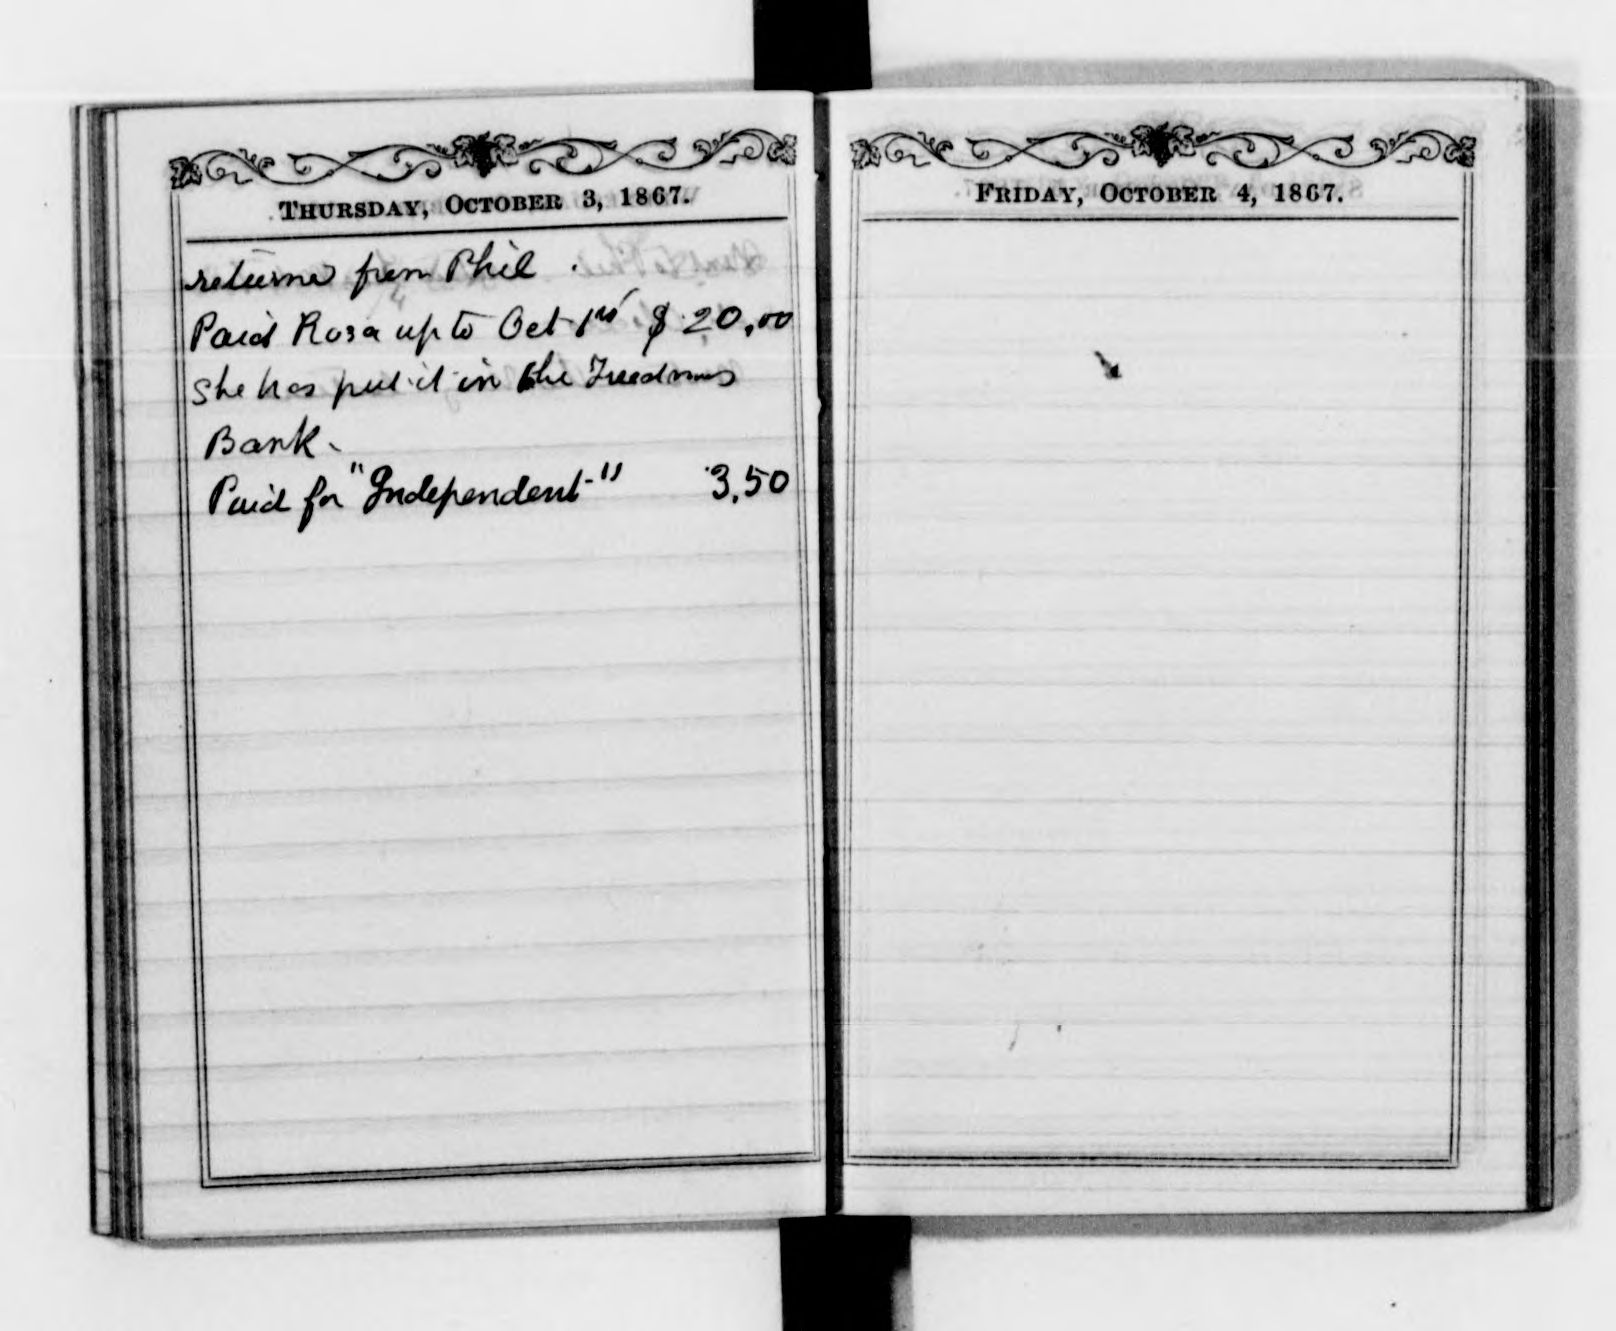 THURSDAY, OCTOBER 3, 1867.
returned from Phil.
Paid Rosa up to Oct 1st $20.00
She has put it in the Freedmans
Bank.
Paid for "Independent" 3.50
FRIDAY, OCTOBER 4, 1867.